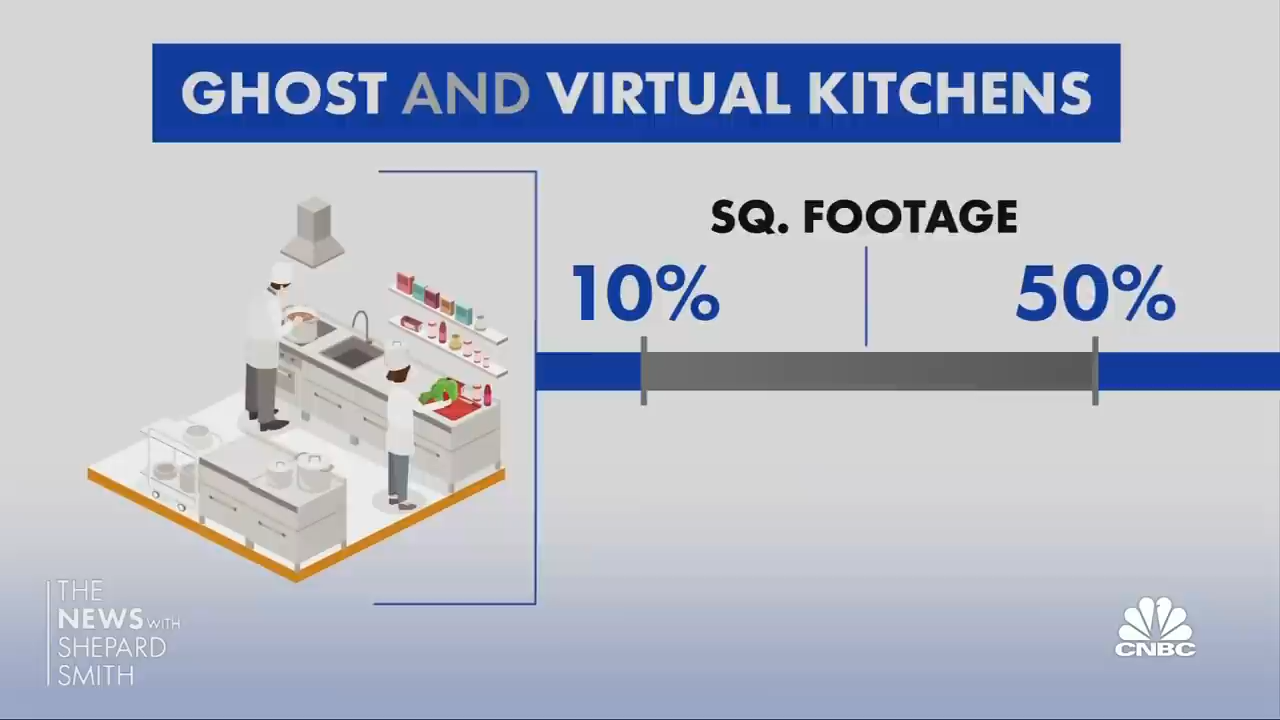 GHOST AND VIRTUAL KITCHENS
SQ. FOOTAGE
10%
50%
THE
NEWS WITH
SHEPARD
SMITH
CNBC